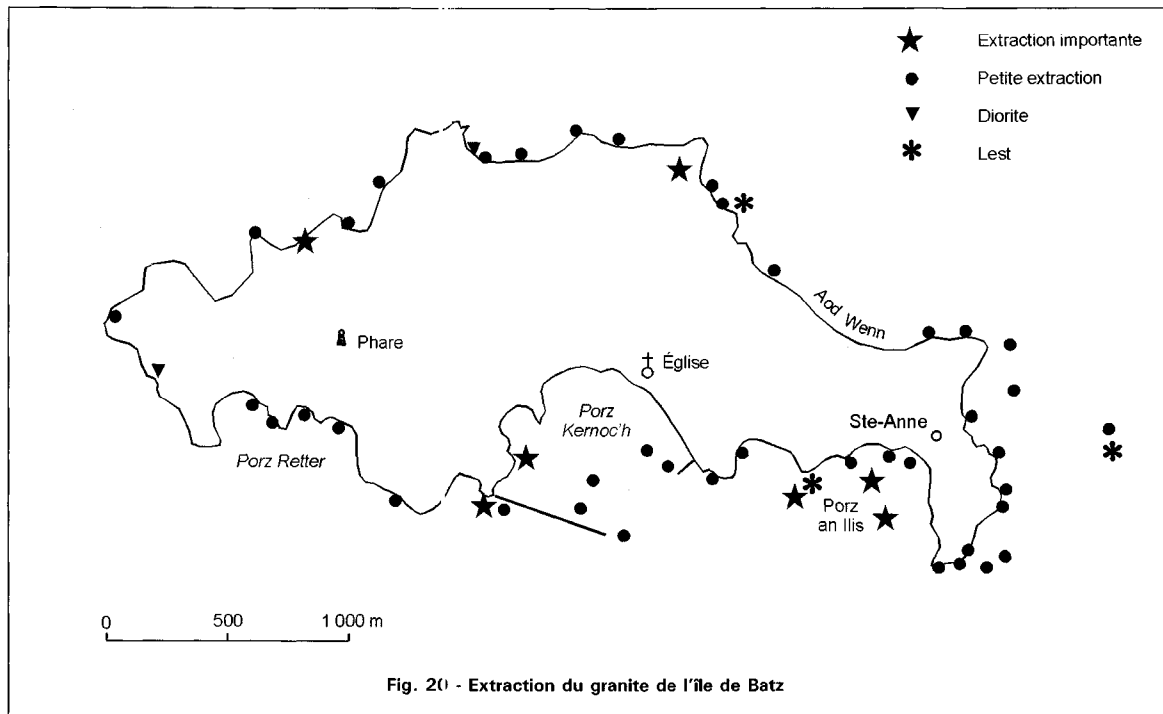 Extraction importante
Petite extraction
Diorite
Lest
Aod Wenn
Phare
Église
Porz
Kernoc'h
Ste-Anne
Porz Retter
Porz
an Ilis
0 500 1 000 m
Fig. 20 - Extraction du granite de l'île de Batz